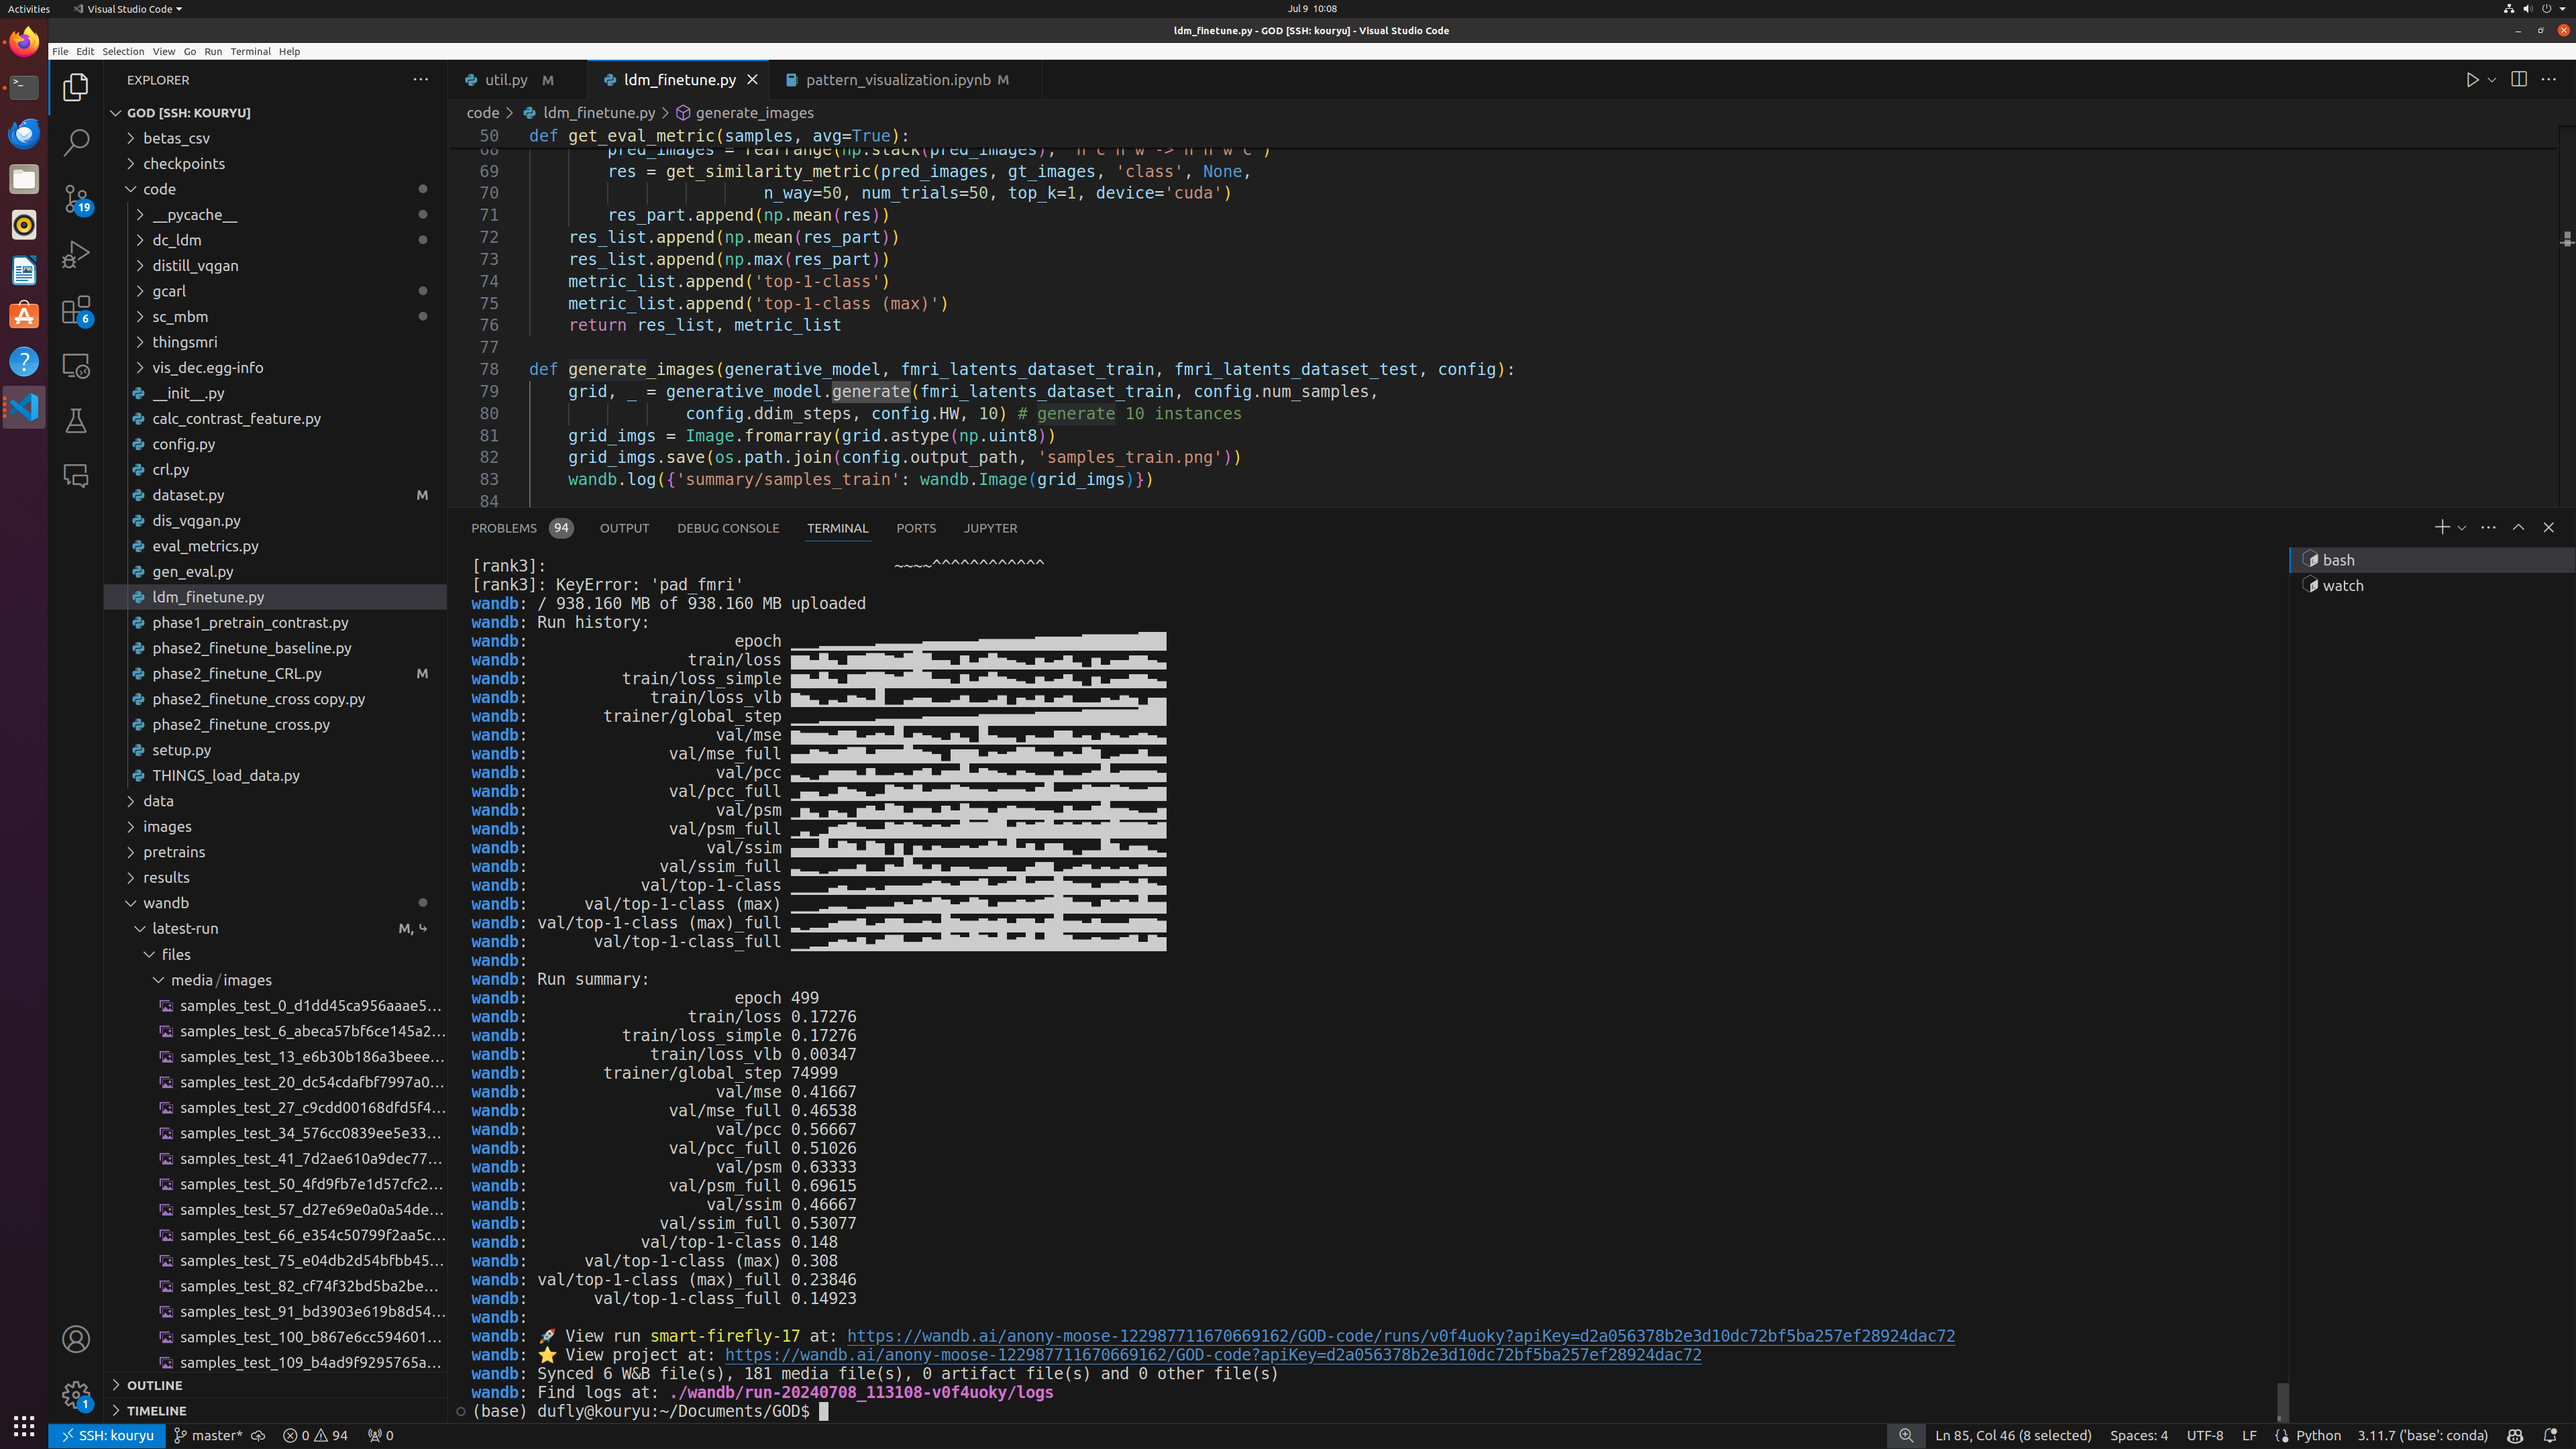 Activities
Visual Studio Code
Jul 9 10:08
ldm_finetune.py - GOD [SSH: kouryu] - Visual Studio Code
File Edit Selection View Go Run Terminal Help
EXPLORER
GOD [SSH: KOURYU]
betas_csv
checkpoints
code
__pycache__
dc_ldm
distill_vqgan
gcarl
sc_mbm
thingsmri
vis_dec.egg-info
__init__.py
calc_contrast_feature.py
config.py
crl.py
dataset.py M
dis_vqgan.py
eval_metrics.py
gen_eval.py
ldm_finetune.py
phase1_pretrain_contrast.py
phase2_finetune_baseline.py
phase2_finetune_CRL.py M
phase2_finetune_cross copy.py
phase2_finetune_cross.py
setup.py
THINGS_load_data.py
data
images
pretrains
results
wandb
latest-run M,
files
media/images
samples_test_0_d1dd45ca956aaae5...
samples_test_6_abeca57bf6ce145a2...
samples_test_13_e6b30b186a3beee...
samples_test_20_dc54cdafbf7997a0...
samples_test_27_c9cdd00168dfd5f4...
samples_test_34_576cc0839ee5e33...
samples_test_41_7d2ae610a9dec77...
samples_test_50_4fd9fb7e1d57cfc2...
samples_test_57_d27e69e0a0a54de...
samples_test_66_e354c50799f2aa5c...
samples_test_75_e04db2d54bfbb45...
samples_test_82_cf74f32bd5ba2be...
samples_test_91_bd3903e619b8d54...
samples_test_100_b867e6cc594601...
samples_test_109_b4ad9f9295765a...
OUTLINE
TIMELINE
19
6
1
util.py M
ldm_finetune.py
pattern_visualization.ipynb M
code > ldm_finetune.py > generate_images
50 def get_eval_metric(samples, avg=True):
68 pred_images = rearrange(np.stack(pred_images), 'n c h w -> n h w c')
69 res = get_similarity_metric(pred_images, gt_images, 'class', None,
70 n_way=50, num_trials=50, top_k=1, device='cuda')
71 res_part.append(np.mean(res))
72 res_list.append(np.mean(res_part))
73 res_list.append(np.max(res_part))
74 metric_list.append('top-1-class')
75 metric_list.append('top-1-class (max)')
76 return res_list, metric_list
77
78 def generate_images(generative_model, fmri_latents_dataset_train, fmri_latents_dataset_test, config):
79 grid, _ = generative_model.generate(fmri_latents_dataset_train, config.num_samples,
80 config.ddim_steps, config.HW, 10) # generate 10 instances
81 grid_imgs = Image.fromarray(grid.astype(np.uint8))
82 grid_imgs.save(os.path.join(config.output_path, 'samples_train.png'))
83 wandb.log({'summary/samples_train': wandb.Image(grid_imgs)})
84
PROBLEMS 94 OUTPUT DEBUG CONSOLE TERMINAL PORTS JUPYTER
[rank3]: ~~~~^^^^^^^^^^^^
[rank3]: KeyError: 'pad_fmri'
wandb: / 938.160 MB of 938.160 MB uploaded
wandb: Run history:
wandb: epoch
wandb: train/loss
wandb: train/loss_simple
wandb: train/loss_vlb
wandb: trainer/global_step
wandb: val/mse
wandb: val/mse_full
wandb: val/pcc
wandb: val/pcc_full
wandb: val/psm
wandb: val/psm_full
wandb: val/ssim
wandb: val/ssim_full
wandb: val/top-1-class
wandb: val/top-1-class (max)
wandb: val/top-1-class (max)_full
wandb: val/top-1-class_full
wandb:
wandb: Run summary:
wandb: epoch 499
wandb: train/loss 0.17276
wandb: train/loss_simple 0.17276
wandb: train/loss_vlb 0.00347
wandb: trainer/global_step 74999
wandb: val/mse 0.41667
wandb: val/mse_full 0.46538
wandb: val/pcc 0.56667
wandb: val/pcc_full 0.51026
wandb: val/psm 0.63333
wandb: val/psm_full 0.69615
wandb: val/ssim 0.46667
wandb: val/ssim_full 0.53077
wandb: val/top-1-class 0.148
wandb: val/top-1-class (max) 0.308
wandb: val/top-1-class (max)_full 0.23846
wandb: val/top-1-class_full 0.14923
wandb:
wandb: 🚀 View run smart-firefly-17 at: https://wandb.ai/anony-moose-122987711670669162/GOD-code/runs/v0f4uoky?apiKey=d2a056378b2e3d10dc72bf5ba257ef28924dac72
wandb: ⭐ View project at: https://wandb.ai/anony-moose-122987711670669162/GOD-code?apiKey=d2a056378b2e3d10dc72bf5ba257ef28924dac72
wandb: Synced 6 W&B file(s), 181 media file(s), 0 artifact file(s) and 0 other file(s)
wandb: Find logs at: ./wandb/run-20240708_113108-v0f4uoky/logs
(base) dufly@kouryu:~/Documents/GOD$
bash
watch
SSH: kouryu master* 0 94 0
Ln 85, Col 46 (8 selected) Spaces: 4 UTF-8 LF Python 3.11.7 ('base': conda)